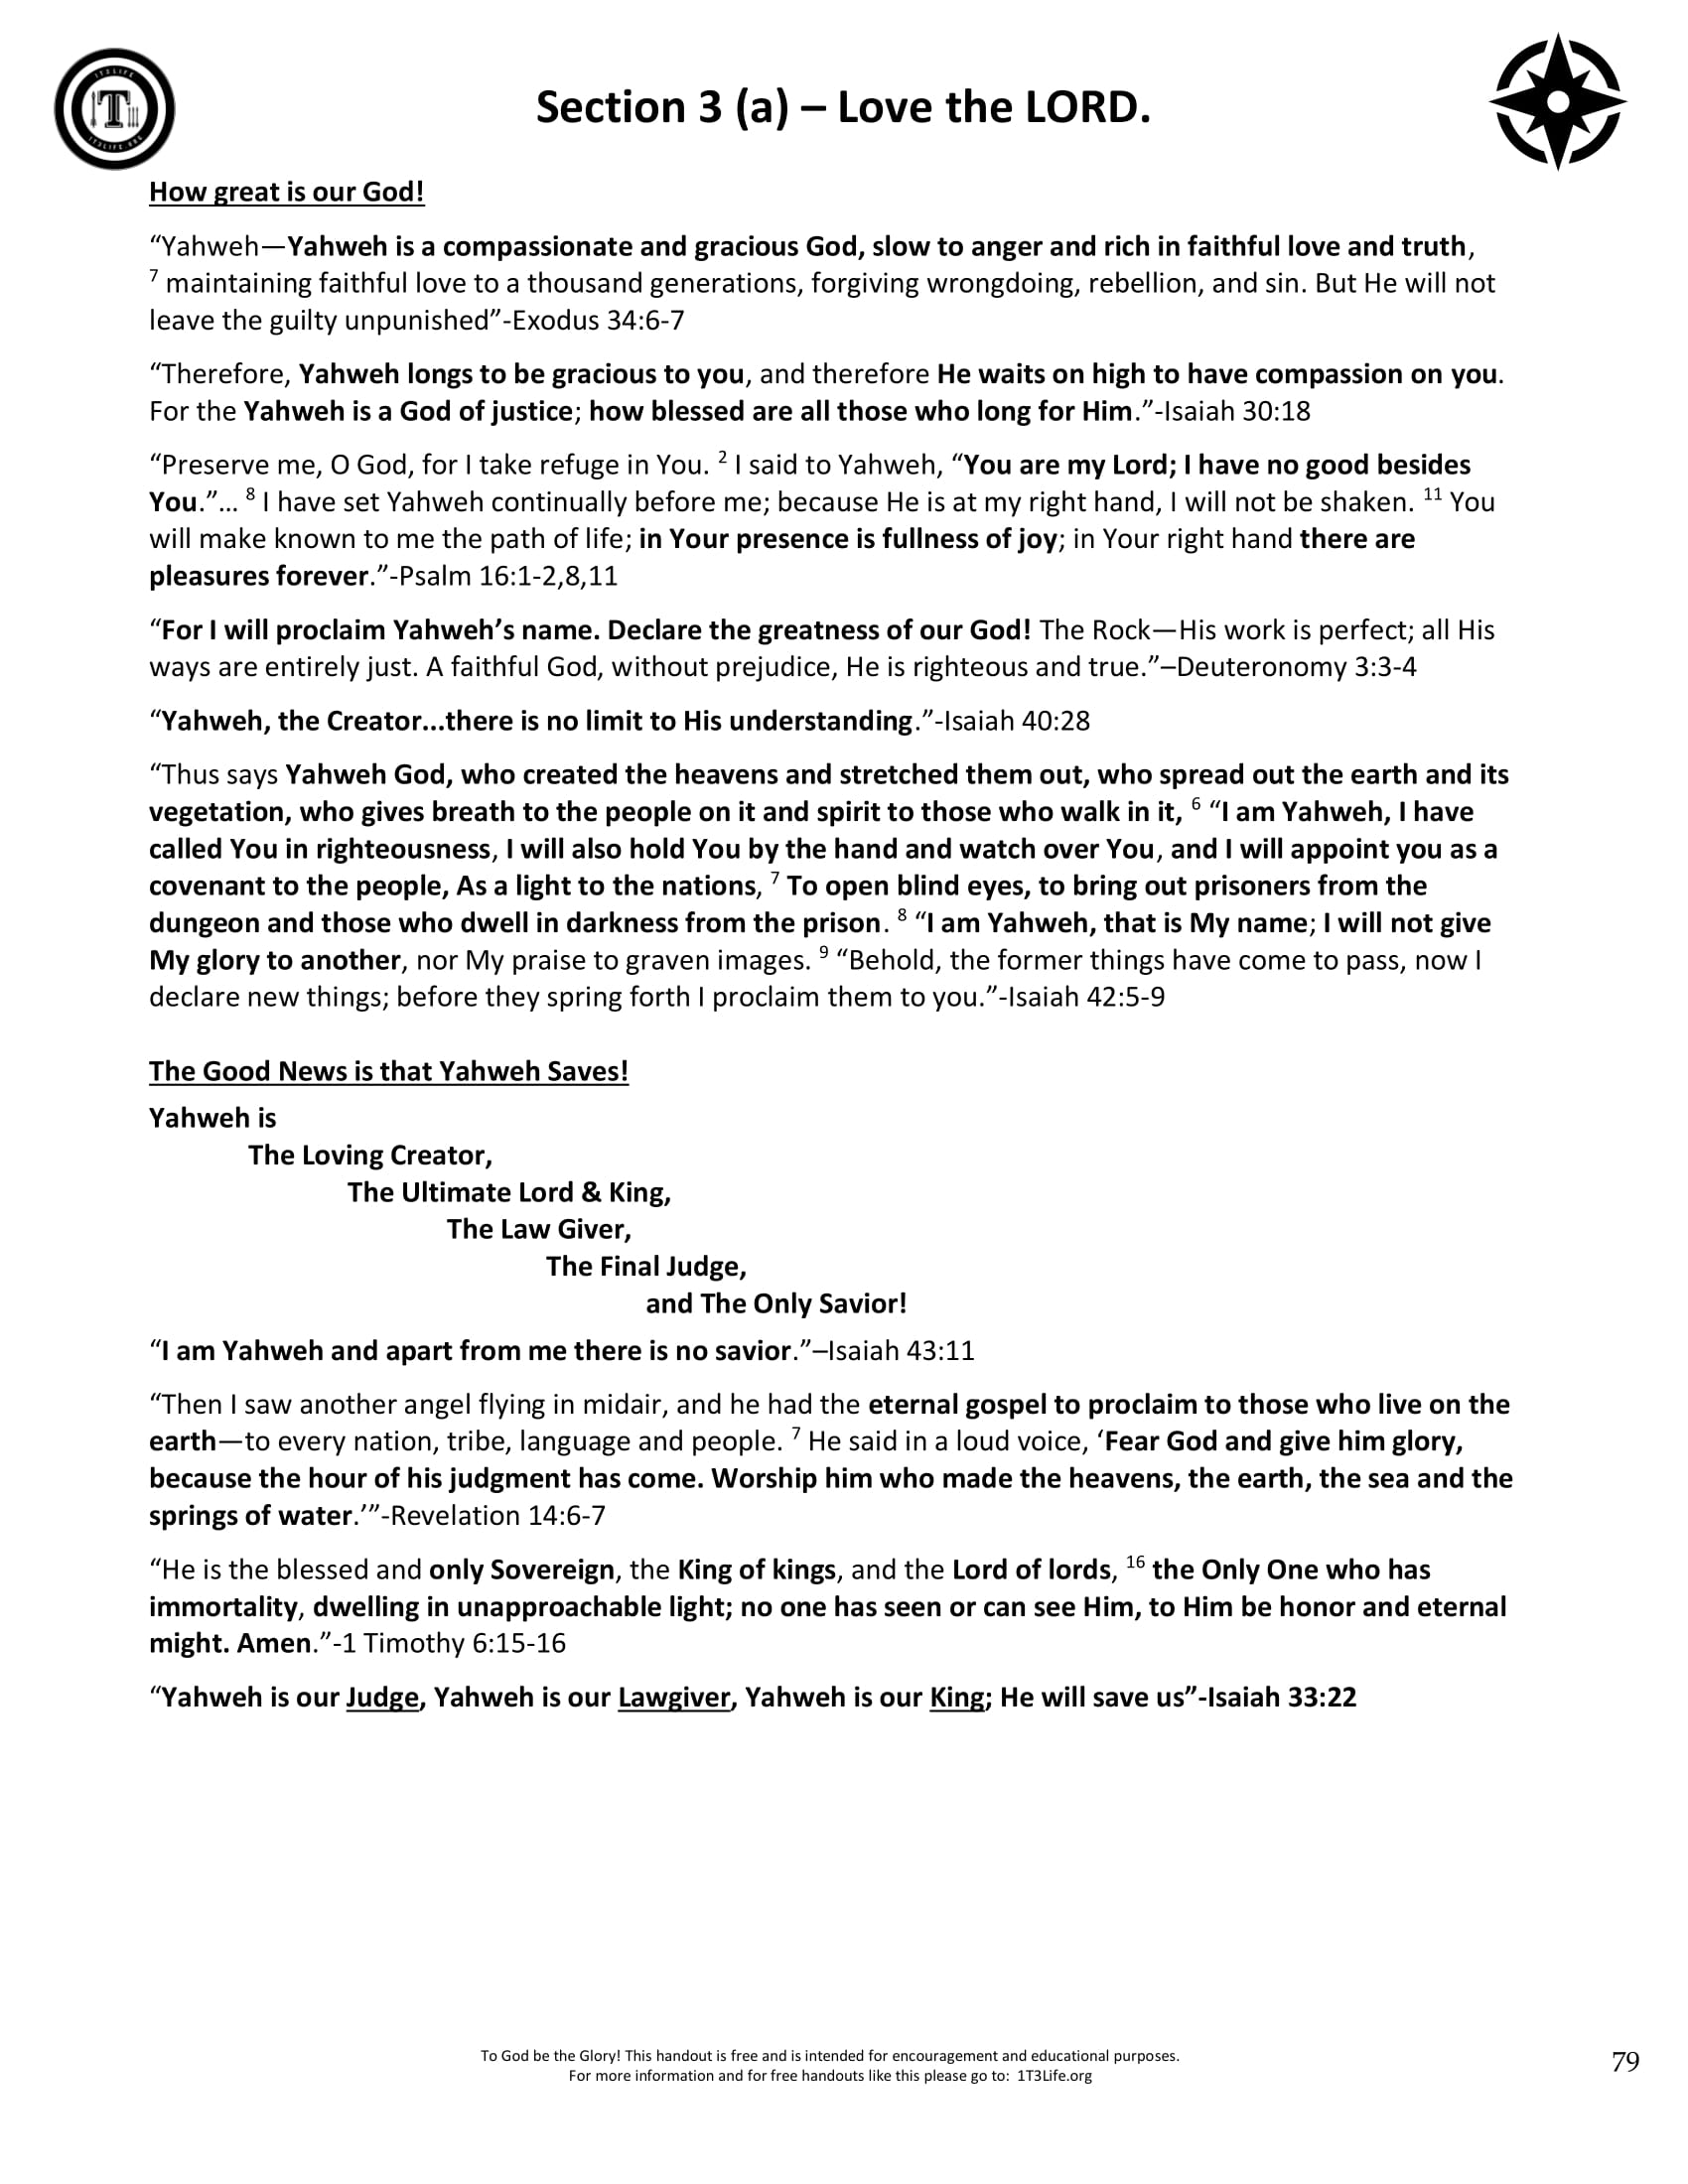 1T3LIFE
T
1T3LIFE.ORG
Section 3 (a) – Love the LORD.
How great is our God!
“Yahweh—Yahweh is a compassionate and gracious God, slow to anger and rich in faithful love and truth,
7 maintaining faithful love to a thousand generations, forgiving wrongdoing, rebellion, and sin. But He will not
leave the guilty unpunished”-Exodus 34:6-7
“Therefore, Yahweh longs to be gracious to you, and therefore He waits on high to have compassion on you.
For the Yahweh is a God of justice; how blessed are all those who long for Him.”-Isaiah 30:18
“Preserve me, O God, for I take refuge in You. 2 I said to Yahweh, “You are my Lord; I have no good besides
You.”… 8 I have set Yahweh continually before me; because He is at my right hand, I will not be shaken. 11 You
will make known to me the path of life; in Your presence is fullness of joy; in Your right hand there are
pleasures forever.”-Psalm 16:1-2,8,11
“For I will proclaim Yahweh’s name. Declare the greatness of our God! The Rock—His work is perfect; all His
ways are entirely just. A faithful God, without prejudice, He is righteous and true.”–Deuteronomy 3:3-4
“Yahweh, the Creator...there is no limit to His understanding.”-Isaiah 40:28
“Thus says Yahweh God, who created the heavens and stretched them out, who spread out the earth and its
vegetation, who gives breath to the people on it and spirit to those who walk in it, 6 “I am Yahweh, I have
called You in righteousness, I will also hold You by the hand and watch over You, and I will appoint you as a
covenant to the people, As a light to the nations, 7 To open blind eyes, to bring out prisoners from the
dungeon and those who dwell in darkness from the prison. 8 “I am Yahweh, that is My name; I will not give
My glory to another, nor My praise to graven images. 9 “Behold, the former things have come to pass, now I
declare new things; before they spring forth I proclaim them to you.”-Isaiah 42:5-9
The Good News is that Yahweh Saves!
Yahweh is
The Loving Creator,
The Ultimate Lord & King,
The Law Giver,
The Final Judge,
and The Only Savior!
“I am Yahweh and apart from me there is no savior.”–Isaiah 43:11
“Then I saw another angel flying in midair, and he had the eternal gospel to proclaim to those who live on the
earth—to every nation, tribe, language and people. 7 He said in a loud voice, ‘Fear God and give him glory,
because the hour of his judgment has come. Worship him who made the heavens, the earth, the sea and the
springs of water.’”-Revelation 14:6-7
“He is the blessed and only Sovereign, the King of kings, and the Lord of lords, 16 the Only One who has
immortality, dwelling in unapproachable light; no one has seen or can see Him, to Him be honor and eternal
might. Amen.”-1 Timothy 6:15-16
“Yahweh is our Judge, Yahweh is our Lawgiver, Yahweh is our King; He will save us”-Isaiah 33:22
To God be the Glory! This handout is free and is intended for encouragement and educational purposes.
For more information and for free handouts like this please go to: 1T3Life.org
79